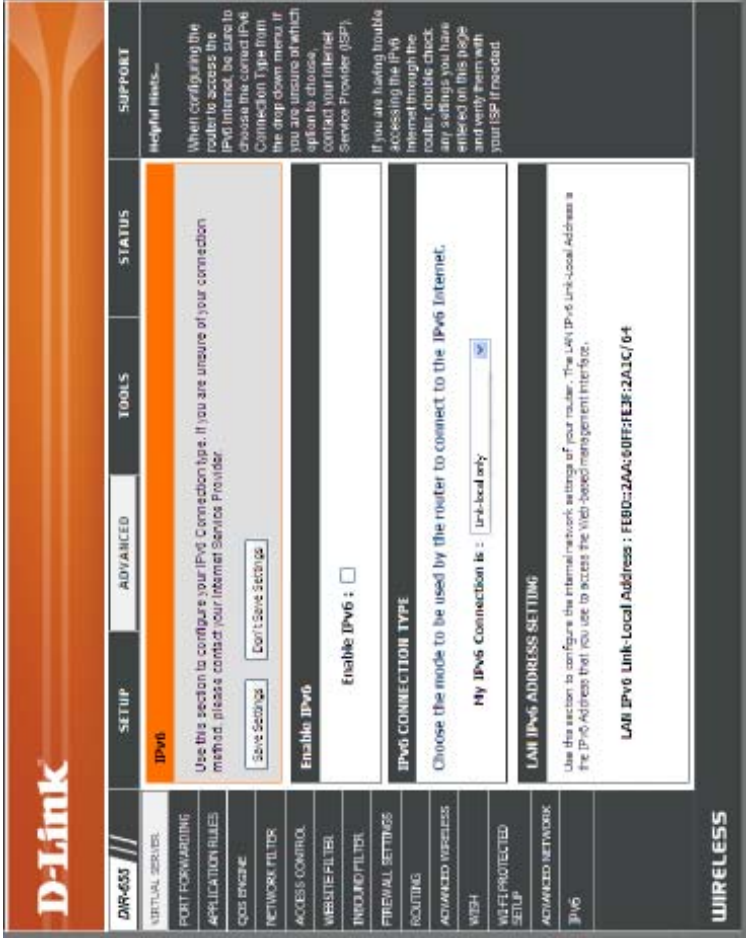 D-Link
DIR-655
SETUP
ADVANCED
TOOLS
STATUS
SUPPORT
VIRTUAL SERVER
PORT FORWARDING
APPLICATION RULES
QOS ENGINE
NETWORK FILTER
ACCESS CONTROL
WEBSITE FILTER
INBOUND FILTER
FIREWALL SETTINGS
ROUTING
ADVANCED WIRELESS
WISH
WI-FI PROTECTED
SETUP
ADVANCED NETWORK
IPv6
IPv6
Use this section to configure your IPv6 Connection type. If you are unsure of your connection
method, please contact your Internet Service Provider.
Save Settings
Don't Save Settings
Enable IPv6
Enable IPv6 :
IPv6 CONNECTION TYPE
Choose the mode to be used by the router to connect to the IPv6 Internet.
My IPv6 Connection is :
Link-local only
LAN IPv6 ADDRESS SETTING
Use this section to configure the internal network settings of your router. The LAN IPv6 Link-Local Address is
the IPv6 Address that you use to access the Web-based management interface.
LAN IPv6 Link-Local Address : FE80::2AA:60FF:FE3F:2A1C/64
Helpful Hints...
When configuring the
router to access the
IPv6 Internet, be sure to
choose the correct IPv6
Connection Type from
the drop down menu. If
you are unsure of which
option to choose,
contact your Internet
Service Provider (ISP).
If you are having trouble
accessing the IPv6
Internet through the
router, double check
any settings you have
entered on this page
and verify them with
your ISP if needed.
WIRELESS